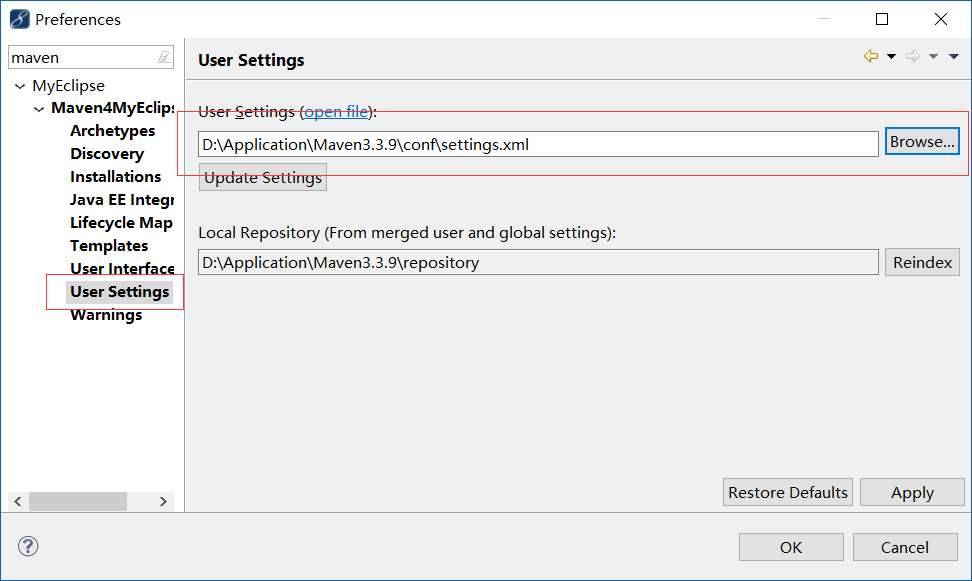 Preferences
maven
MyEclipse
Maven4MyEclips
Archetypes
Discovery
Installations
Java EE Integr
Lifecycle Map
Templates
User Interface
User Settings
Warnings
User Settings
User Settings (open file):
D:\Application\Maven3.3.9\conf\settings.xml
Browse...
Update Settings
Local Repository (From merged user and global settings):
D:\Application\Maven3.3.9\repository
Reindex
Restore Defaults
Apply
?
OK
Cancel